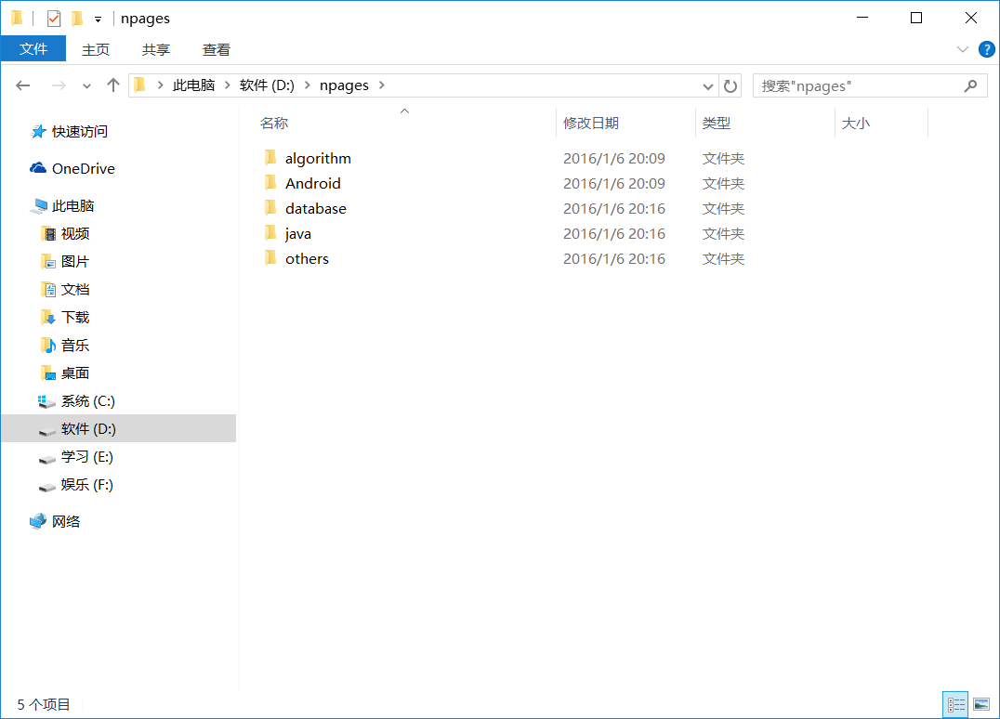 npages
文件 主页 共享 查看
此电脑 软件 (D:) npages 搜索"npages"
名称 修改日期 类型 大小
快速访问
OneDrive
此电脑
视频
图片
文档
下载
音乐
桌面
系统 (C:)
软件 (D:)
学习 (E:)
娱乐 (F:)
网络
algorithm 2016/1/6 20:09 文件夹
Android 2016/1/6 20:09 文件夹
database 2016/1/6 20:16 文件夹
java 2016/1/6 20:16 文件夹
others 2016/1/6 20:16 文件夹
5 个项目